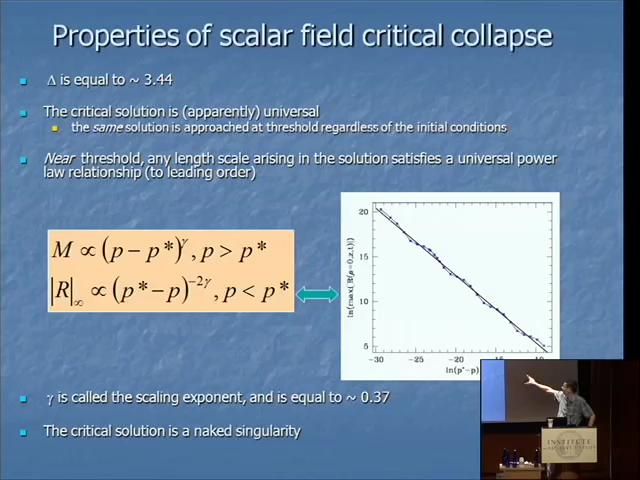 Properties of scalar field critical collapse
Δ is equal to ~ 3.44
The critical solution is (apparently) universal
the same solution is approached at threshold regardless of the initial conditions
Near threshold, any length scale arising in the solution satisfies a universal power
law relationship (to leading order)
M ∝ (p − p*)^γ, p > p*
|R|_∞ ∝ (p* − p)^−2γ, p < p*
20
15
10
5
−30
−20
−10
ln(p*−p)
γ is called the scaling exponent, and is equal to ~ 0.37
The critical solution is a naked singularity
INSTITUTE